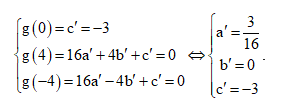 { g(0) = c′ = −3
g(4) = 16a′ + 4b′ + c′ = 0 ⇔
g(−4) = 16a′ − 4b′ + c′ = 0
{ a′ = 3/16
b′ = 0 .
c′ = −3